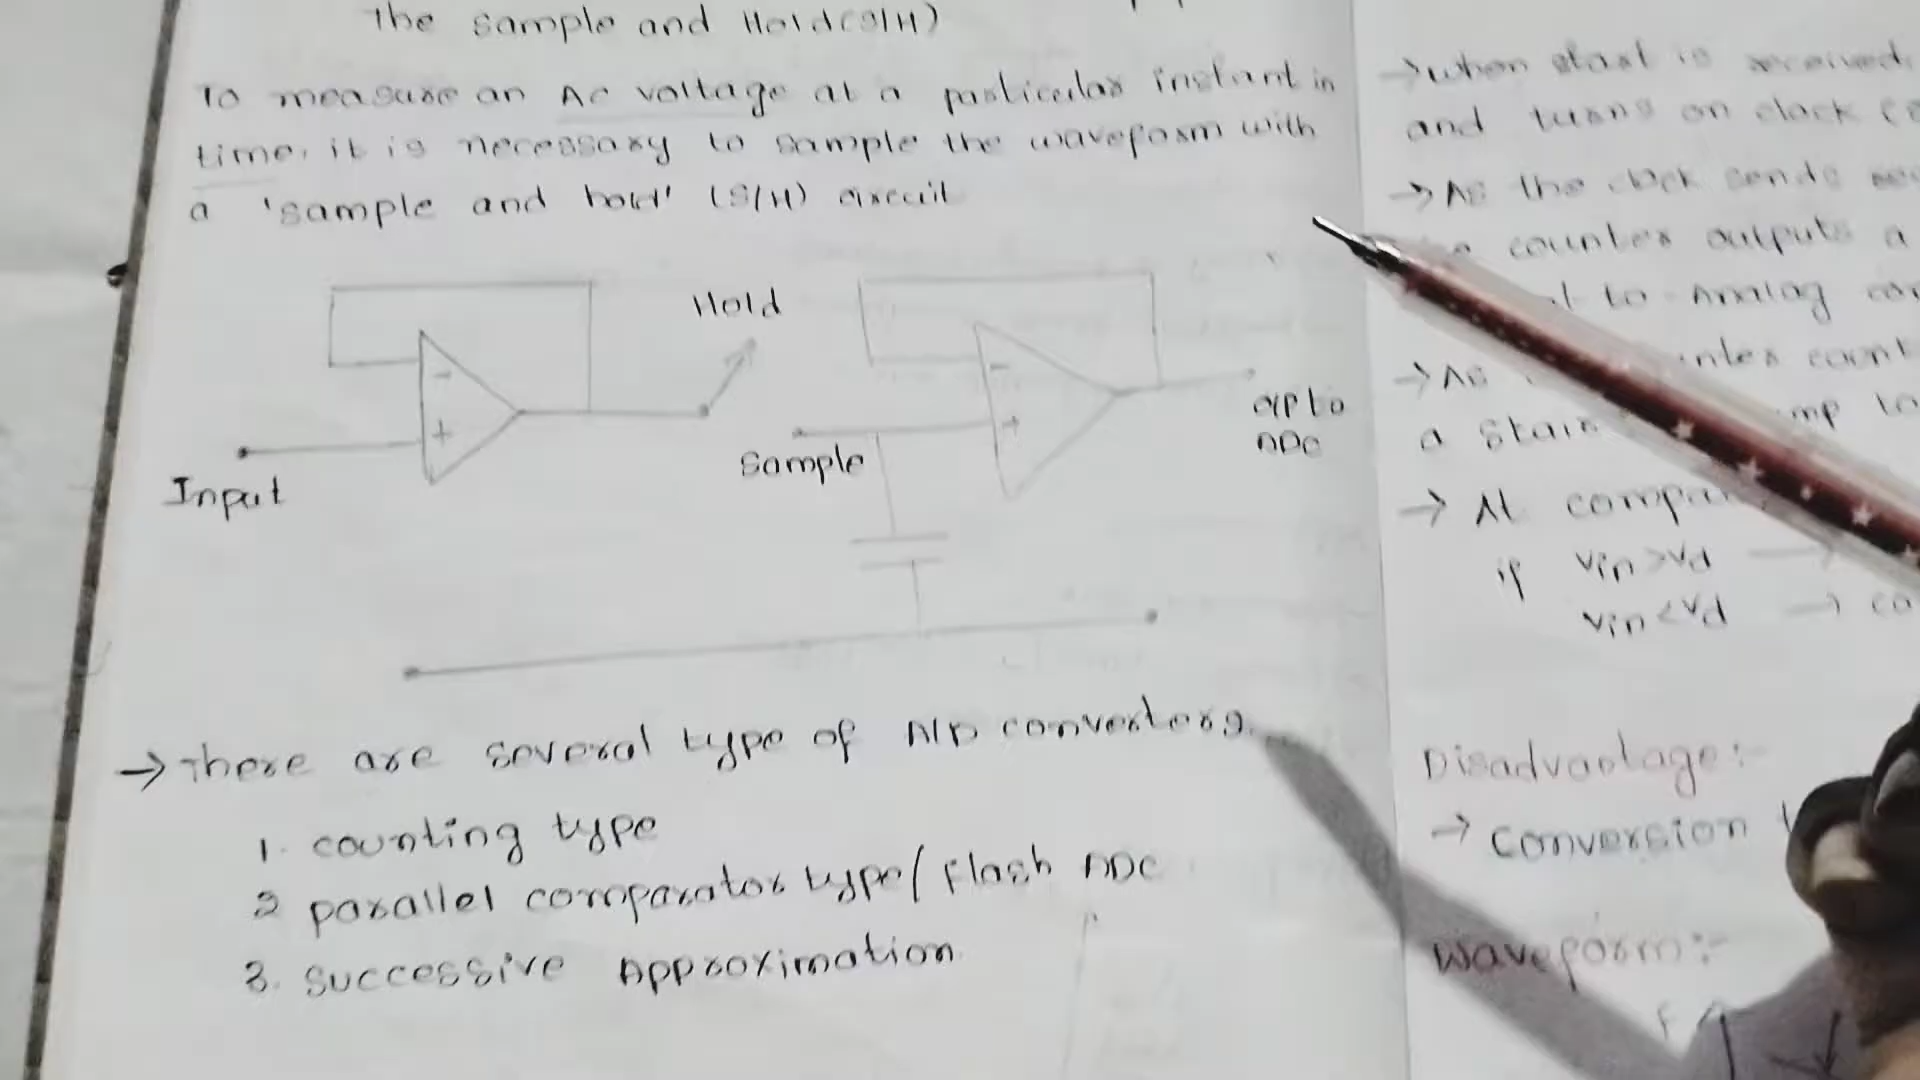 The Sample and Hold(S/H)
To measure an AC voltage at a particular instant in
time, it is necessary to sample the waveform with
a 'sample and hold' (S/H) circuit
Hold
-
+
Input
Sample
-
+
o/p to
ADC
→ There are several type of A/D converters.
1. counting type
2 parallel comparator type/ flash ADC
3. successive Approximation
→ when start is received,
and turns on clock
→ As the clock sends
counter outputs a
to Analog
→ As
count
a stair
to
→ At
if Vin >Vd →
Vin <Vd →
Disadvantage:-
→ Conversion
Waveform:-